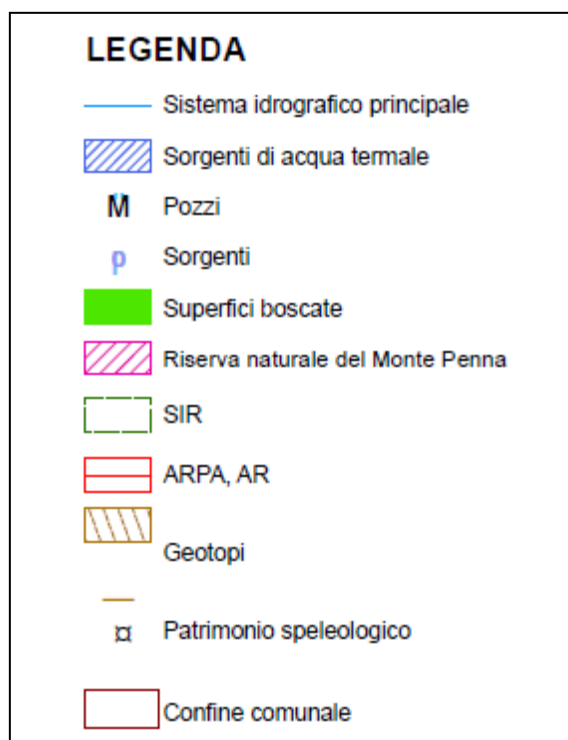 LEGENDA
Sistema idrografico principale
Sorgenti di acqua termale
M Pozzi
p Sorgenti
Superfici boscate
Riserva naturale del Monte Penna
SIR
ARPA, AR
Geotopi
¤ Patrimonio speleologico
Confine comunale